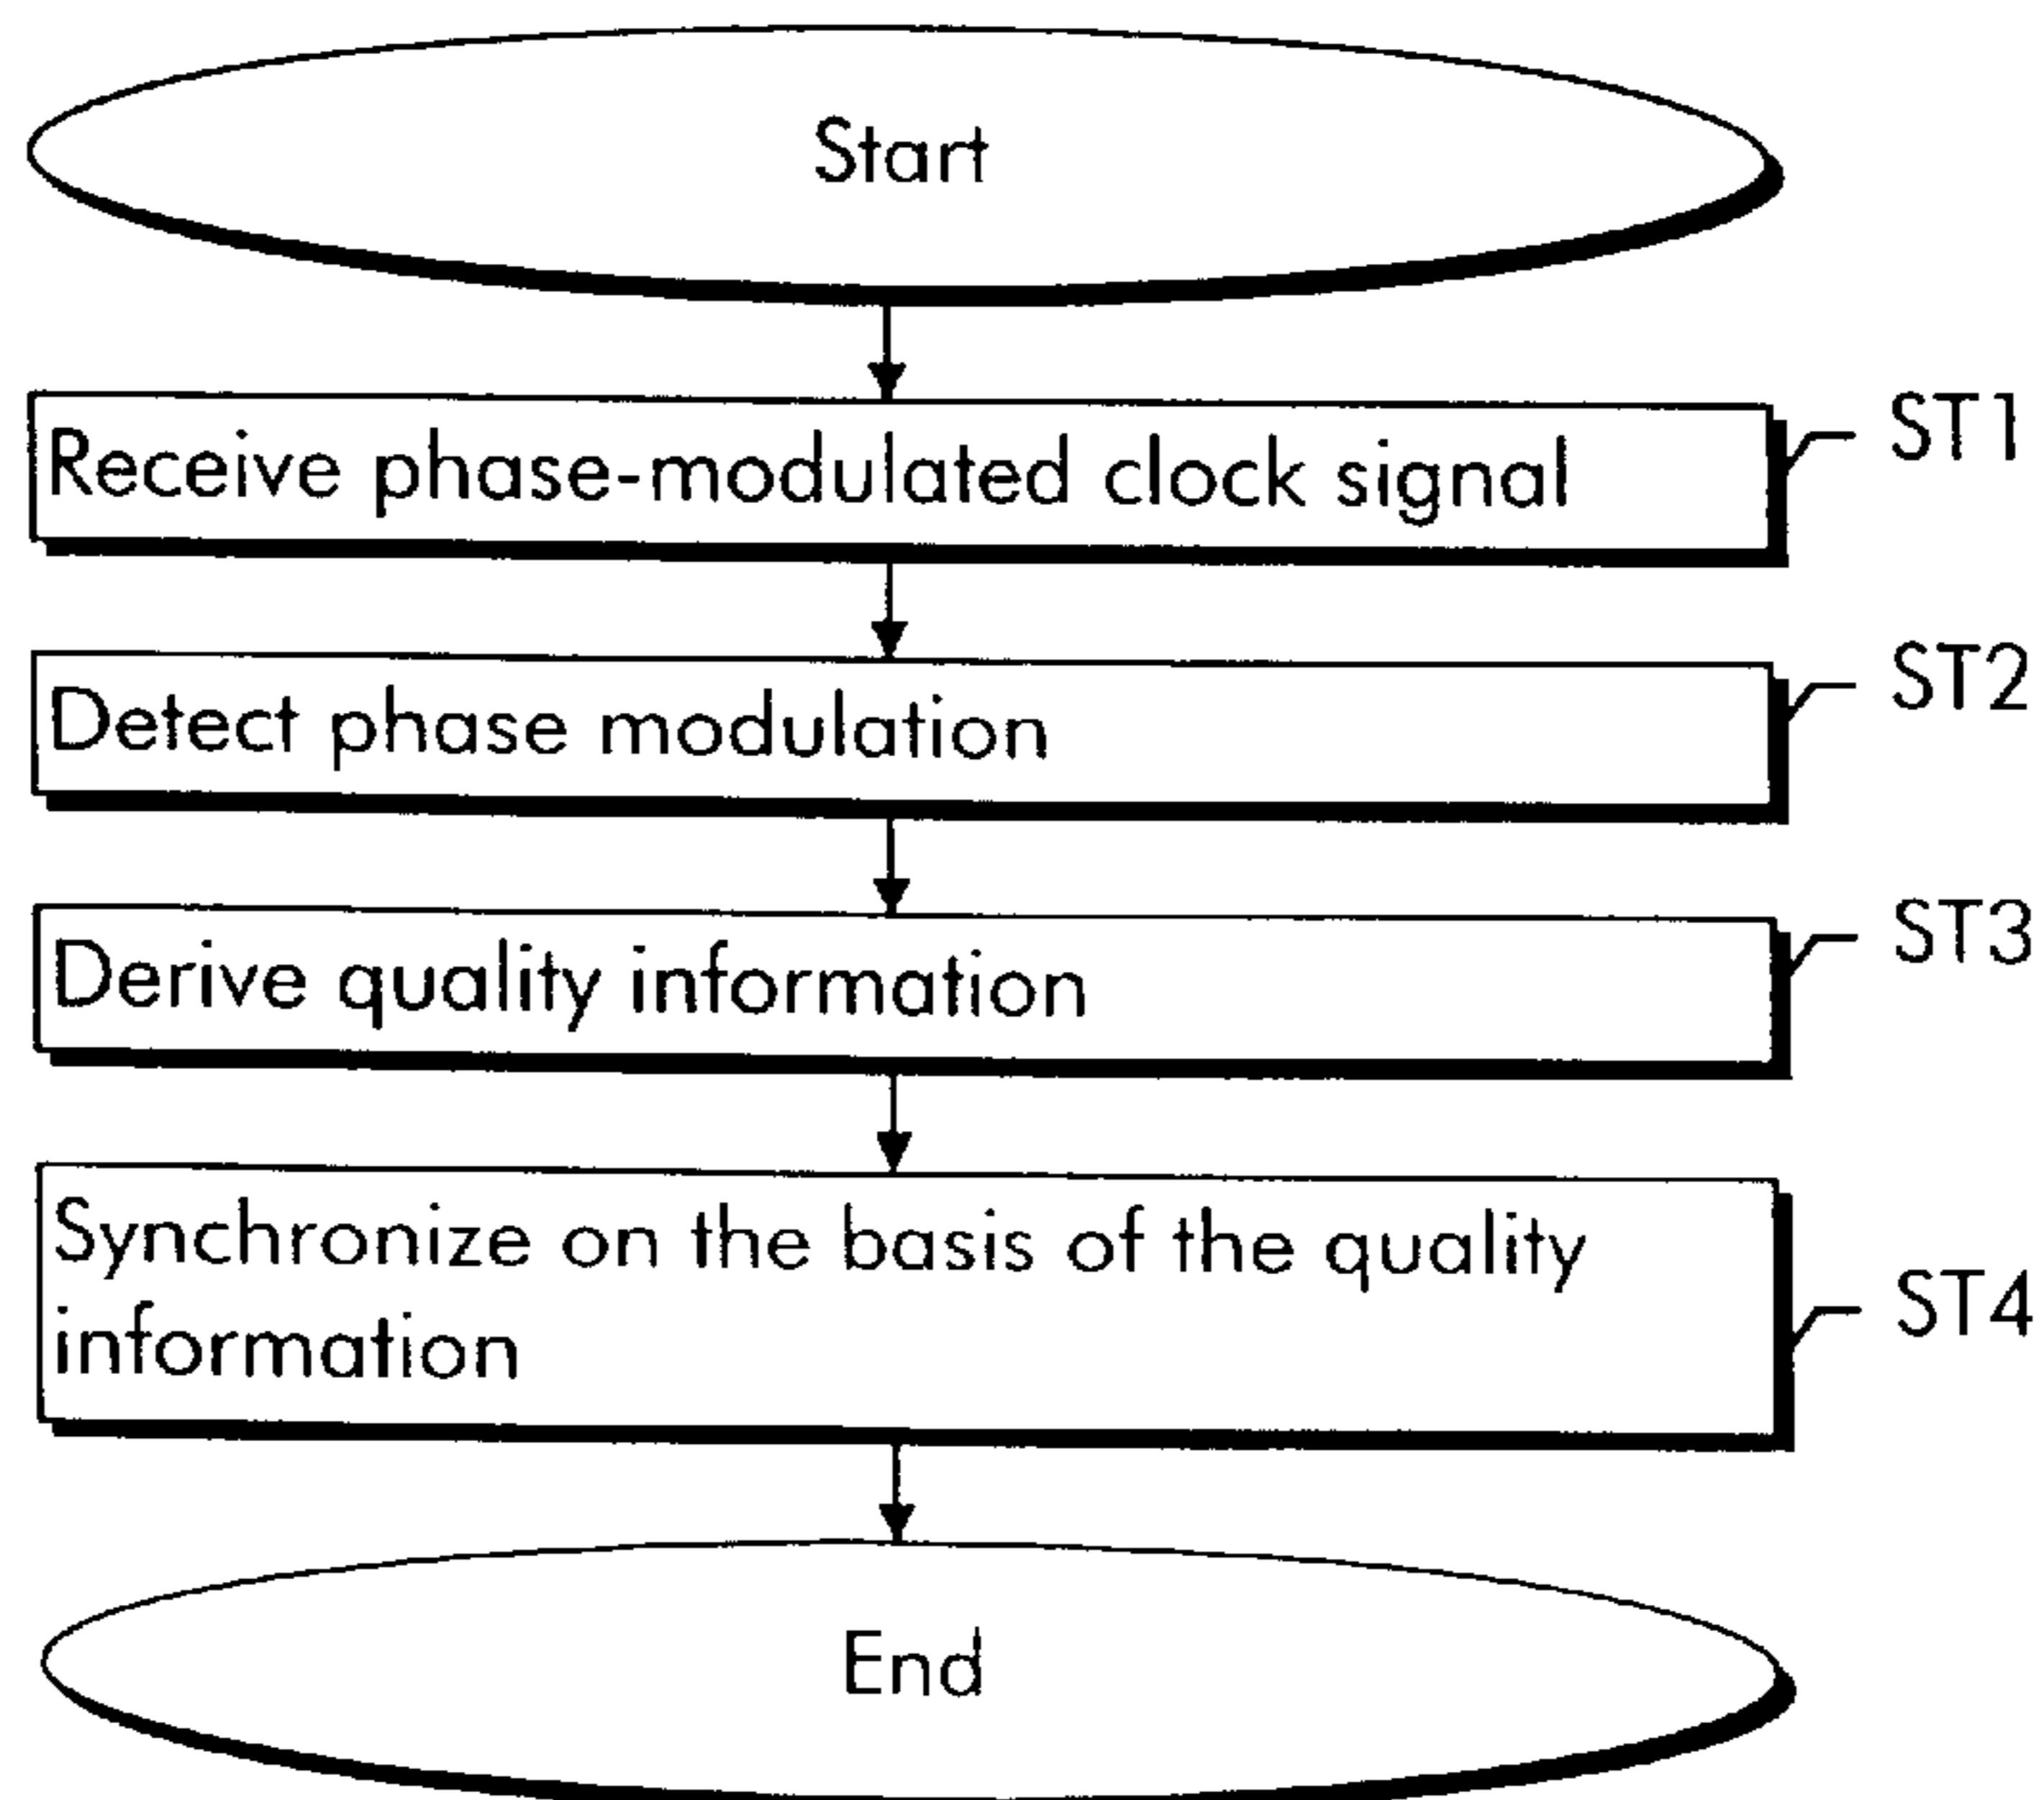 Start
Receive phase-modulated clock signal
ST1
Detect phase modulation
ST2
Derive quality information
ST3
Synchronize on the basis of the quality
information
ST4
End